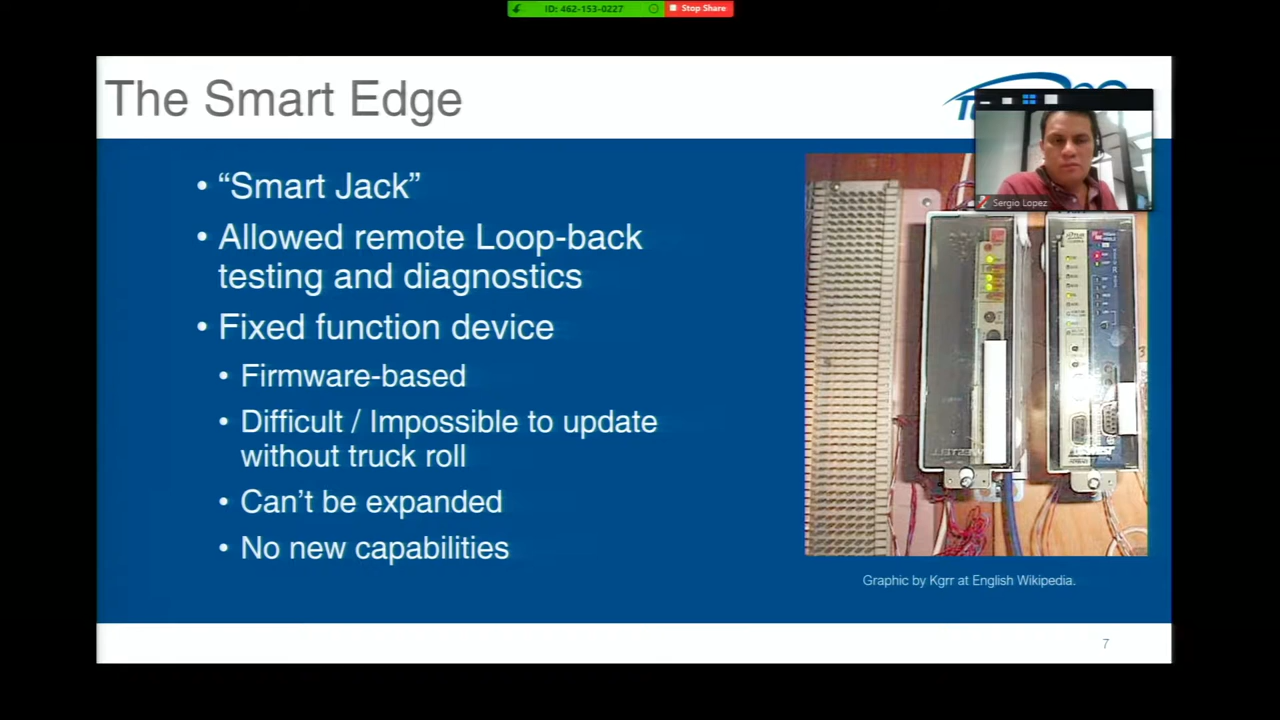 ID: 462-153-0227
Stop Share
The Smart Edge
Sergio Lopez
• “Smart Jack”
• Allowed remote Loop-back
testing and diagnostics
• Fixed function device
• Firmware-based
• Difficult / Impossible to update
without truck roll
• Can’t be expanded
• No new capabilities
Graphic by Kgrr at English Wikipedia.
7